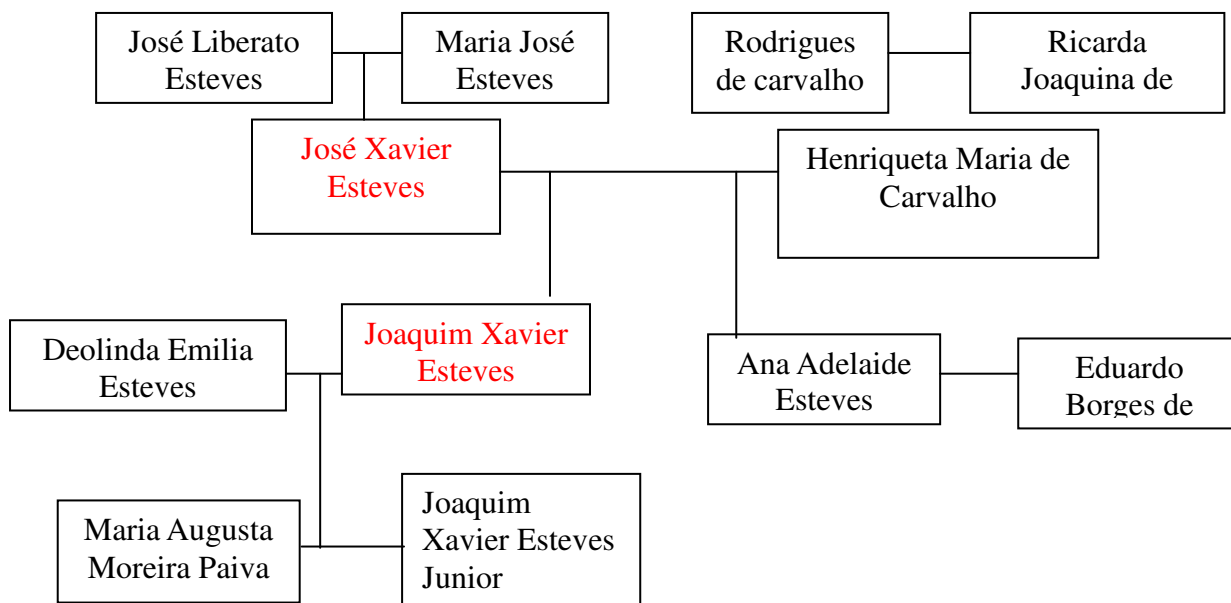 José Liberato
Esteves
Maria José
Esteves
Rodrigues
de carvalho
Ricarda
Joaquina de
José Xavier
Esteves
Henriqueta Maria de
Carvalho
Deolinda Emilia
Esteves
Joaquim Xavier
Esteves
Ana Adelaide
Esteves
Eduardo
Borges de
Maria Augusta
Moreira Paiva
Joaquim
Xavier Esteves
Junior